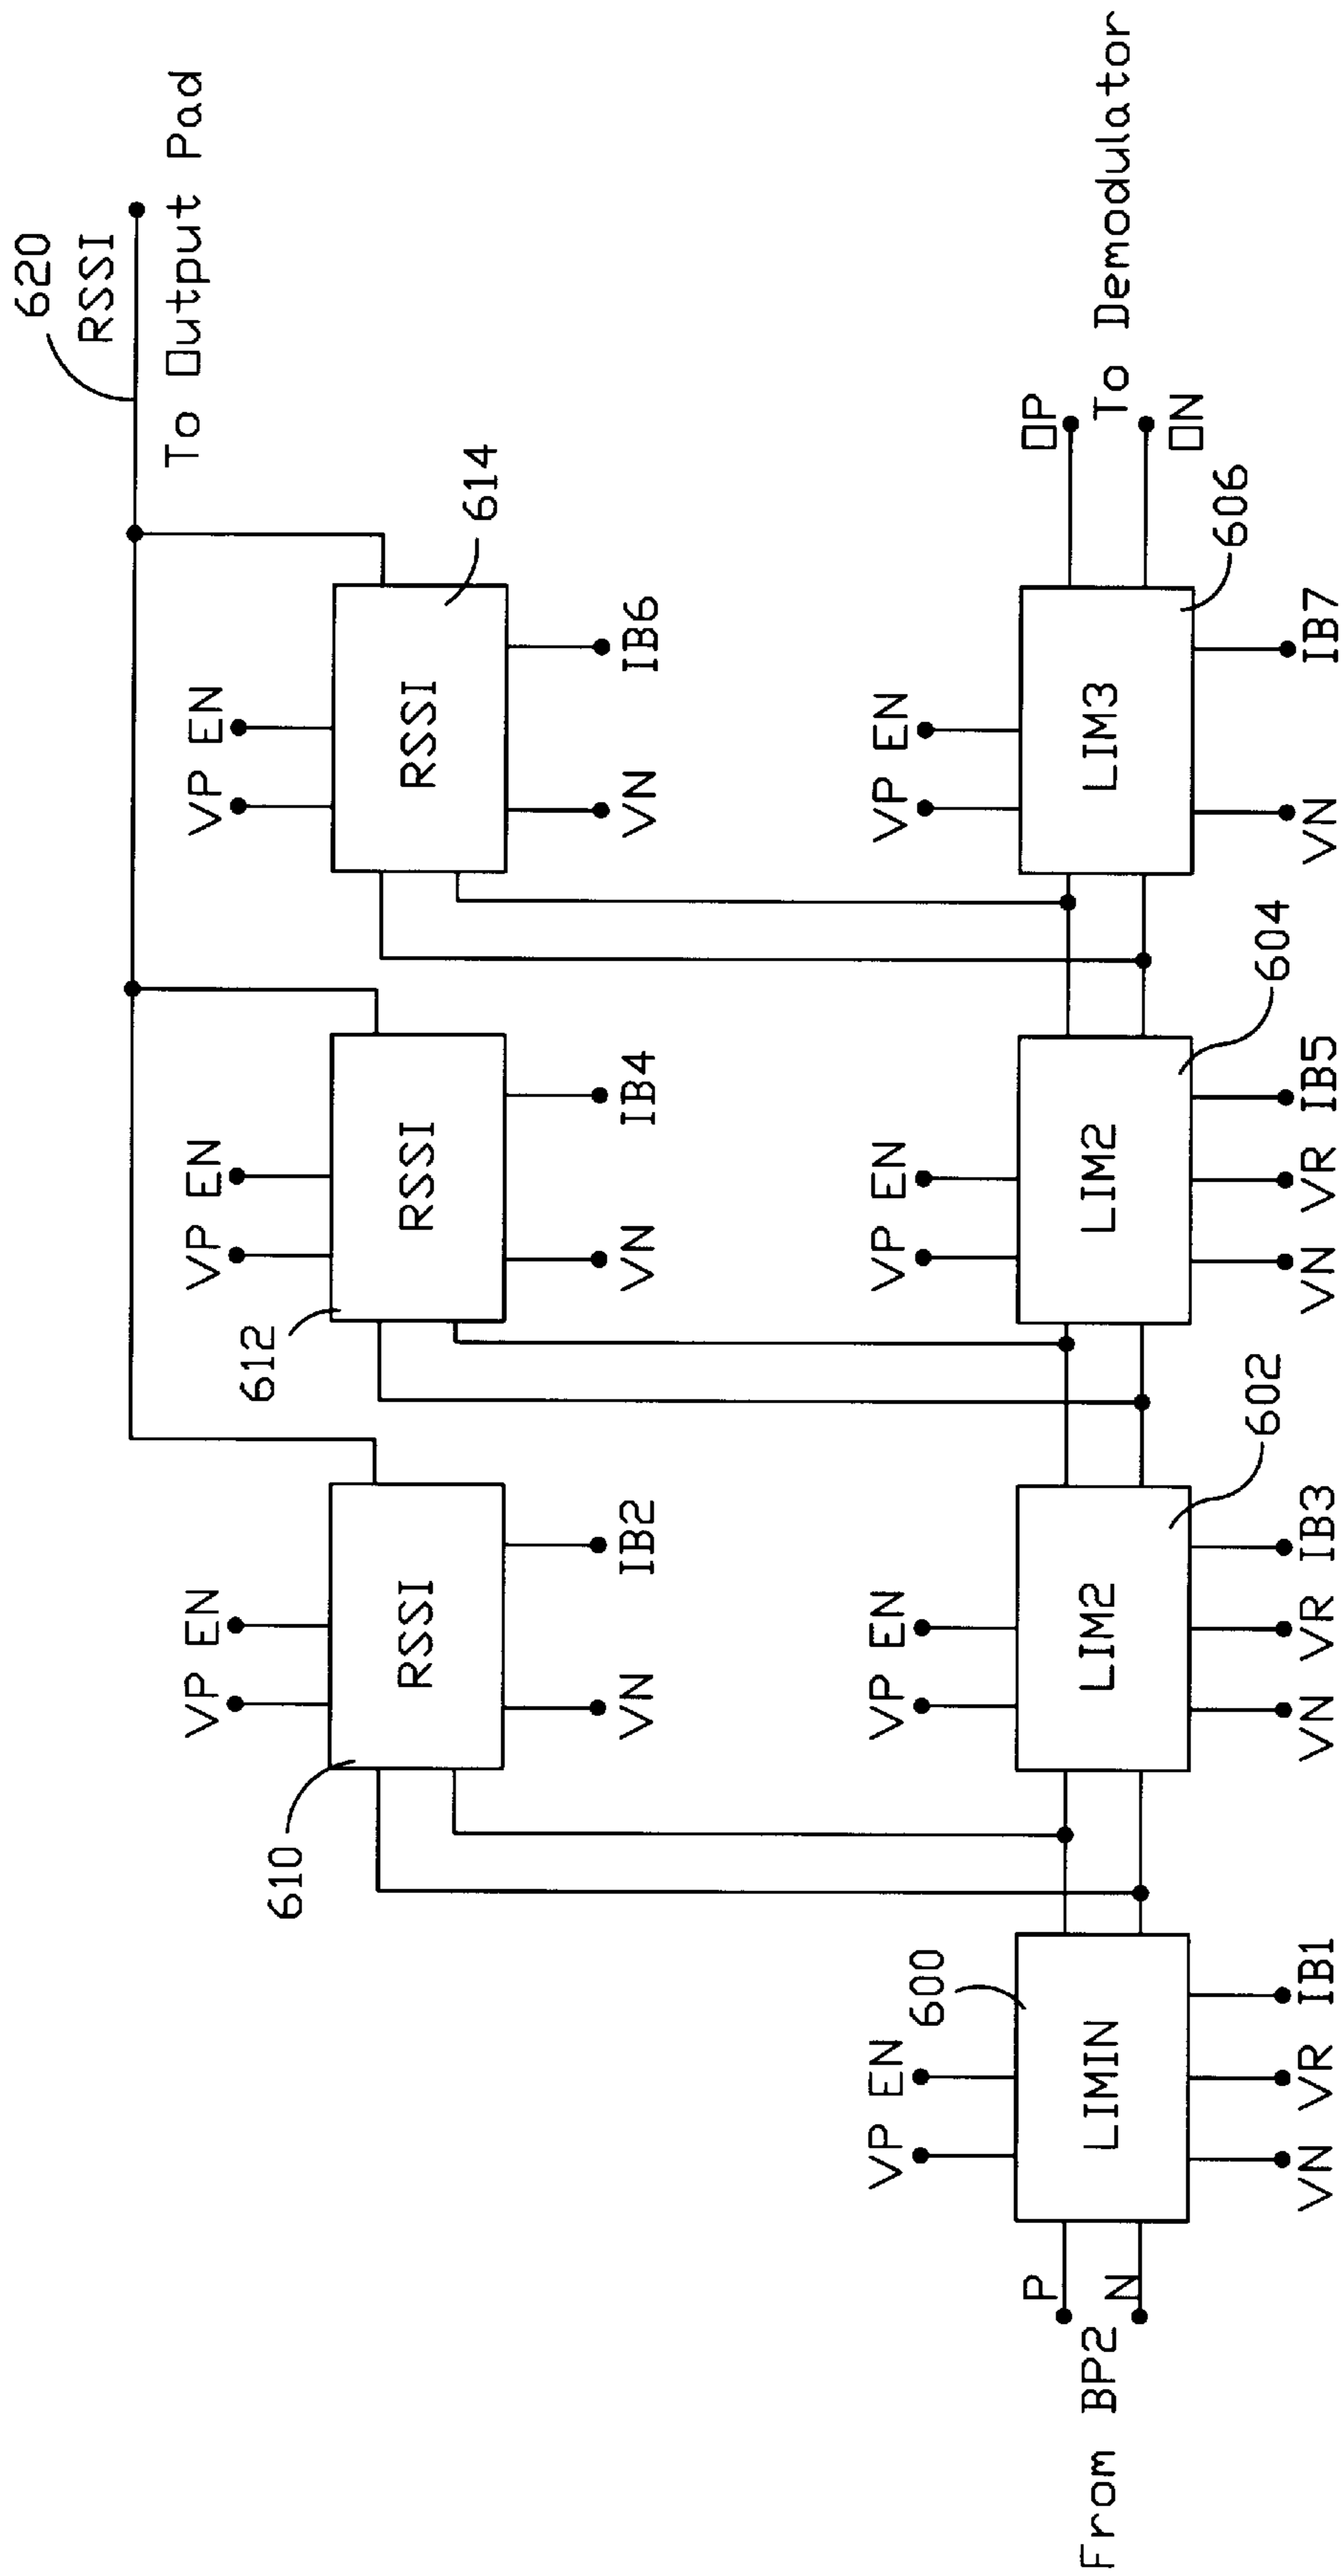 620
RSSI
To Output Pad
VP EN
VP EN
VP EN
610
RSSI
612
RSSI
RSSI
614
VN
IB2
VN
IB4
VN
IB6
VP EN
600
VP EN
VP EN
VP EN
From BP2
P
N
LIMIN
LIM2
LIM2
LIM3
OP
To Demodulator
ON
602
604
606
VN
VR
IB1
VN
VR
IB3
VN
VR
IB5
VN
IB7